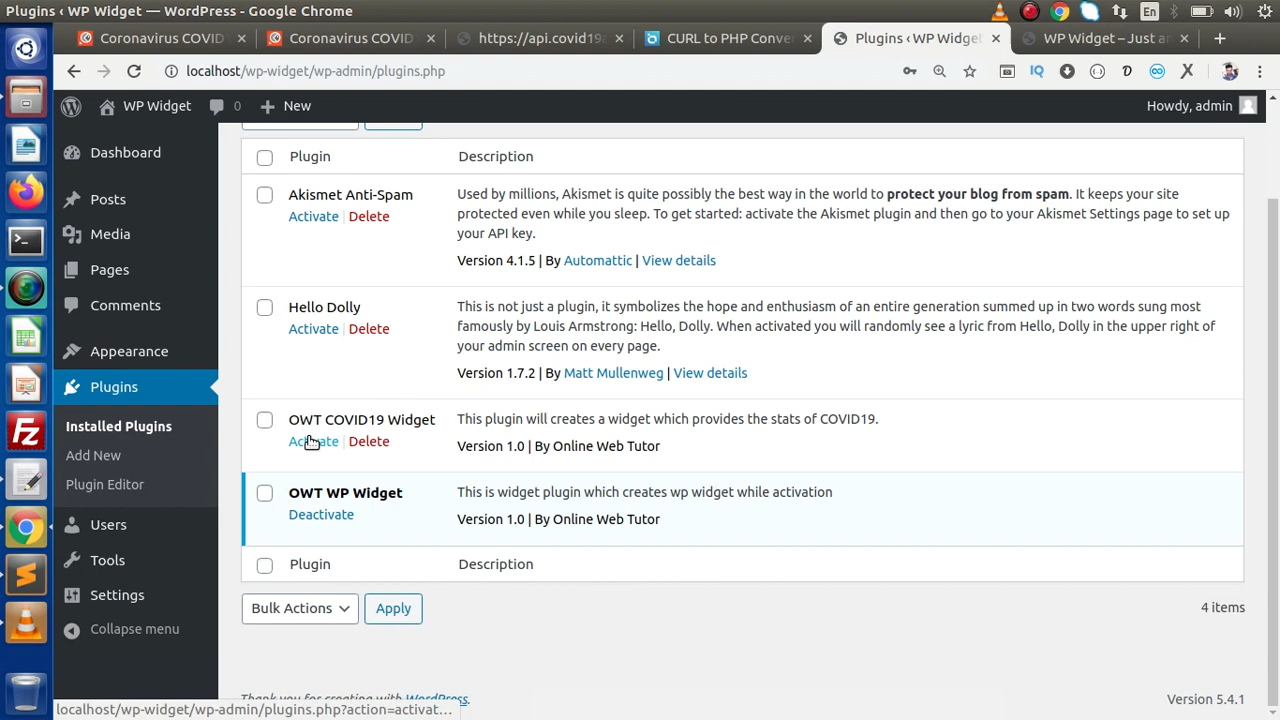 Plugins ‹ WP Widget — WordPress - Google Chrome
En
Coronavirus COVID
Coronavirus COVID
https://api.covid19a
CURL to PHP Conver
Plugins ‹ WP Widget
WP Widget – Just an
localhost/wp-widget/wp-admin/plugins.php
WP Widget
0
New
Howdy, admin
Dashboard
Posts
Media
Pages
Comments
Appearance
Plugins
Installed Plugins
Add New
Plugin Editor
Users
Tools
Settings
Collapse menu
Plugin
Description
Akismet Anti-Spam
Activate | Delete
Used by millions, Akismet is quite possibly the best way in the world to protect your blog from spam. It keeps your site
protected even while you sleep. To get started: activate the Akismet plugin and then go to your Akismet Settings page to set up
your API key.
Version 4.1.5 | By Automattic | View details
Hello Dolly
Activate | Delete
This is not just a plugin, it symbolizes the hope and enthusiasm of an entire generation summed up in two words sung most
famously by Louis Armstrong: Hello, Dolly. When activated you will randomly see a lyric from Hello, Dolly in the upper right of
your admin screen on every page.
Version 1.7.2 | By Matt Mullenweg | View details
OWT COVID19 Widget
Activate | Delete
This plugin will creates a widget which provides the stats of COVID19.
Version 1.0 | By Online Web Tutor
OWT WP Widget
Deactivate
This is widget plugin which creates wp widget while activation
Version 1.0 | By Online Web Tutor
Plugin
Description
Bulk Actions
Apply
4 items
Thank you for creating with WordPress.
Version 5.4.1
localhost/wp-widget/wp-admin/plugins.php?action=activat...